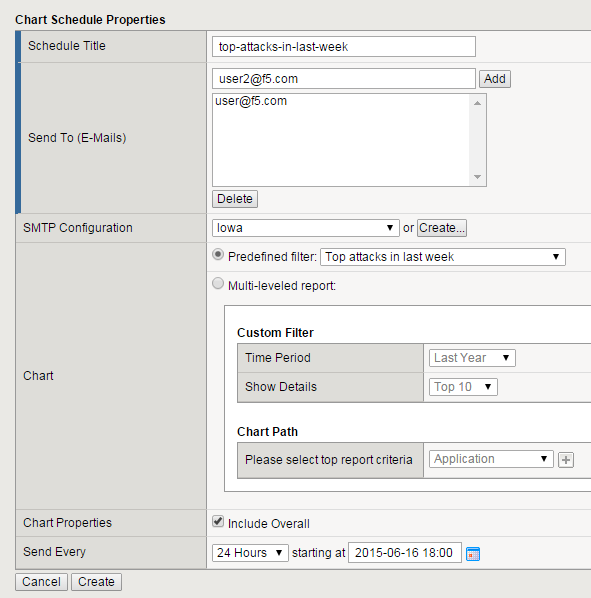 Chart Schedule Properties
Schedule Title top-attacks-in-last-week
user2@f5.com Add
user@f5.com
Send To (E-Mails)
Delete
SMTP Configuration Iowa or Create...
Predefined filter: Top attacks in last week
Multi-leveled report:
Custom Filter
Time Period Last Year
Chart
Show Details Top 10
Chart Path
Please select top report criteria Application
Chart Properties Include Overall
Send Every 24 Hours starting at 2015-06-16 18:00
Cancel Create